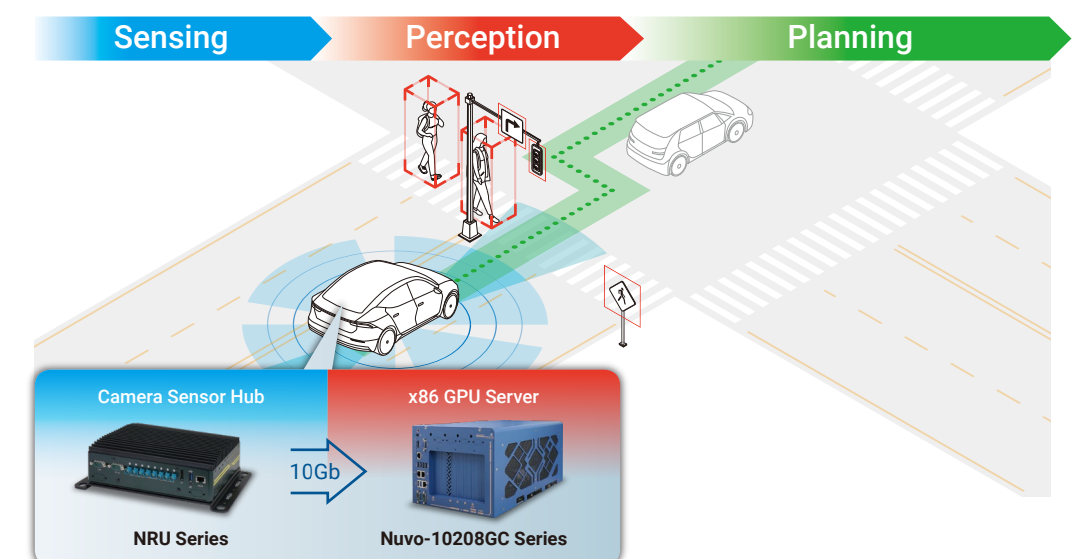 Sensing
Perception
Planning
Camera Sensor Hub
x86 GPU Server
10Gb
NRU Series
Nuvo-10208GC Series